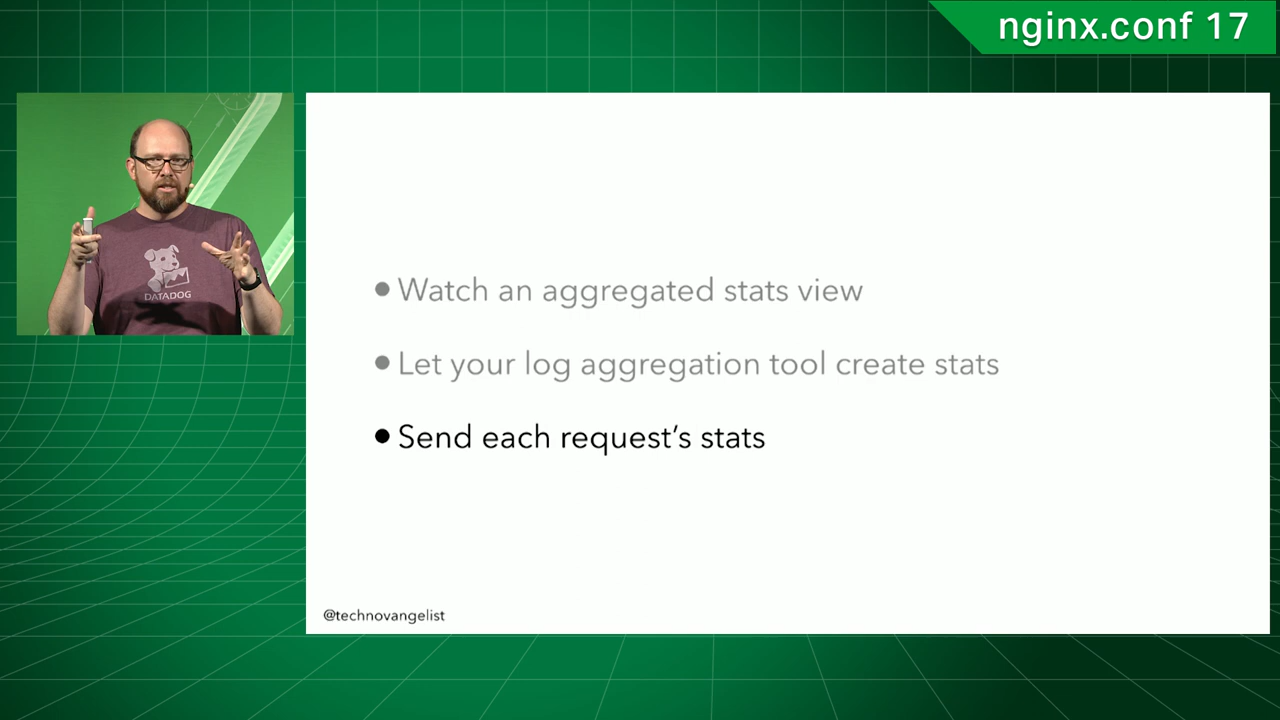 nginx.conf 17
DATADOG
● Watch an aggregated stats view
● Let your log aggregation tool create stats
● Send each request’s stats
@technovangelist